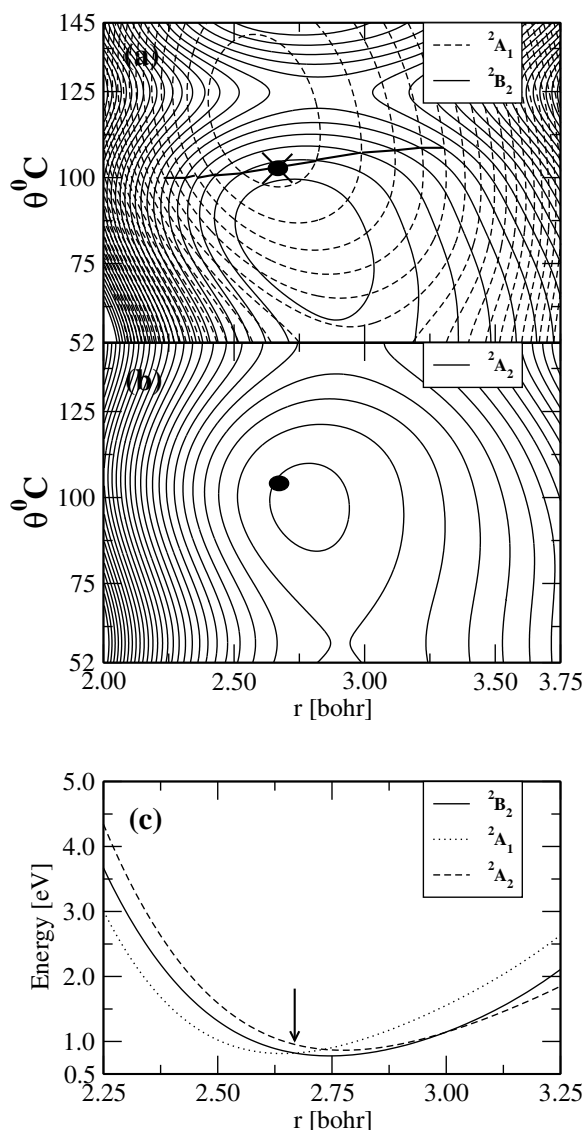 145
125
100
75
52
θ⁰C
(a)
²A₁
²B₂
125
100
75
52
θ⁰C
(b)
²A₂
2.00 2.50 3.00 3.50 3.75
r [bohr]
5.0
4.0
3.0
2.0
1.0
0.5
Energy [eV]
(c)
²B₂
²A₁
²A₂
2.25 2.50 2.75 3.00 3.25
r [bohr]